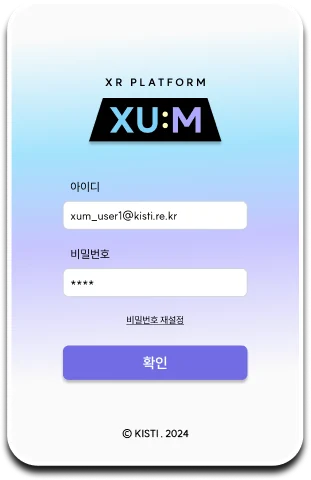 XR PLATFORM
XU:M
아이디
xum_user1@kisti.re.kr
비밀번호
****
비밀번호 재설정
확인
© KISTI . 2024